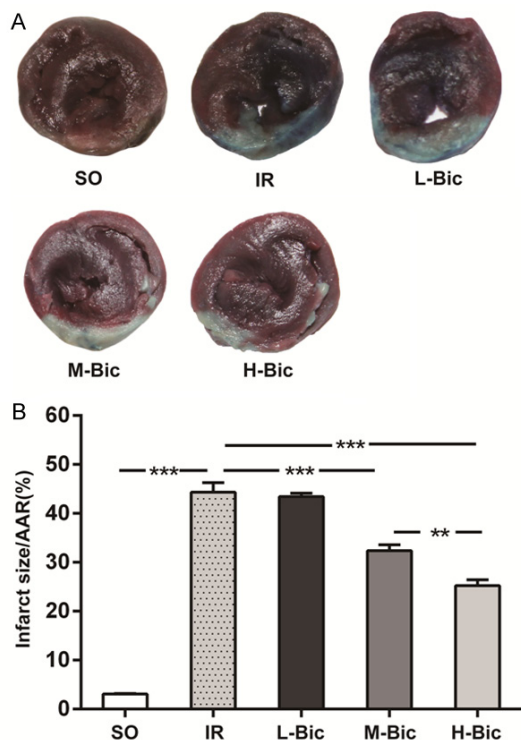 A
SO
IR
L-Bic
M-Bic
H-Bic
B
Infarct size/AAR(%)
60
50
40
30
20
10
0
***
***
***
**
SO
IR
L-Bic
M-Bic
H-Bic